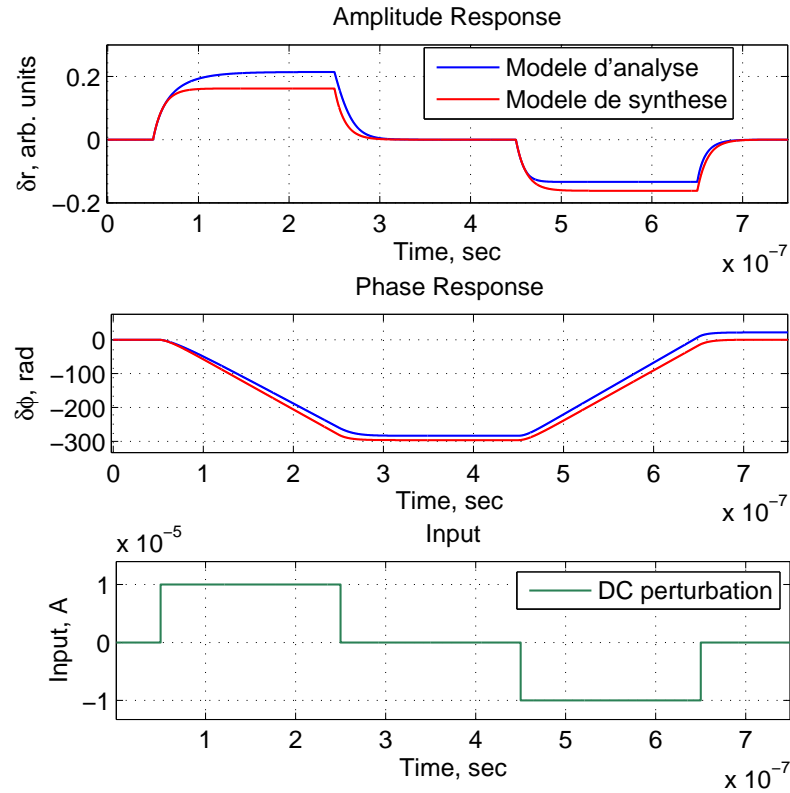 Amplitude Response
δr, arb. units
0.2
0
−0.2
Modele d'analyse
Modele de synthese
0 1 2 3 4 5 6 7
Time, sec
x 10⁻⁷
Phase Response
δϕ, rad
0
−100
−200
−300
0 1 2 3 4 5 6 7
Time, sec
x 10⁻⁷
Input
x 10⁻⁵
Input, A
1
0
−1
DC perturbation
1 2 3 4 5 6 7
Time, sec
x 10⁻⁷